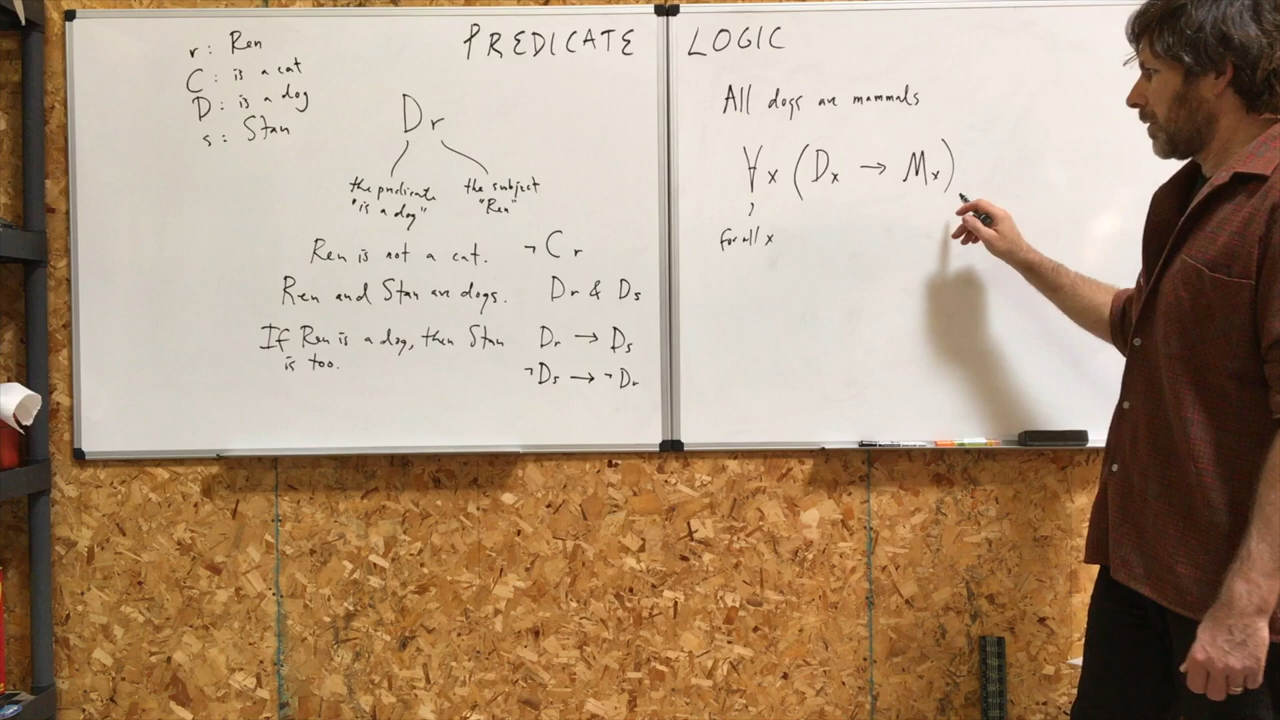 PREDICATE LOGIC
r: Ren
C: is a cat
D: is a dog
s: Stan
Dr
the predicate "is a dog"
the subject "Ren"
Ren is not a cat. ¬Cr
Ren and Stan are dogs. Dr & Ds
If Ren is a dog, then Stan is too. Dr → Ds
¬Ds → ¬Dr
All dogs are mammals
∀x (Dx → Mx)
for all x